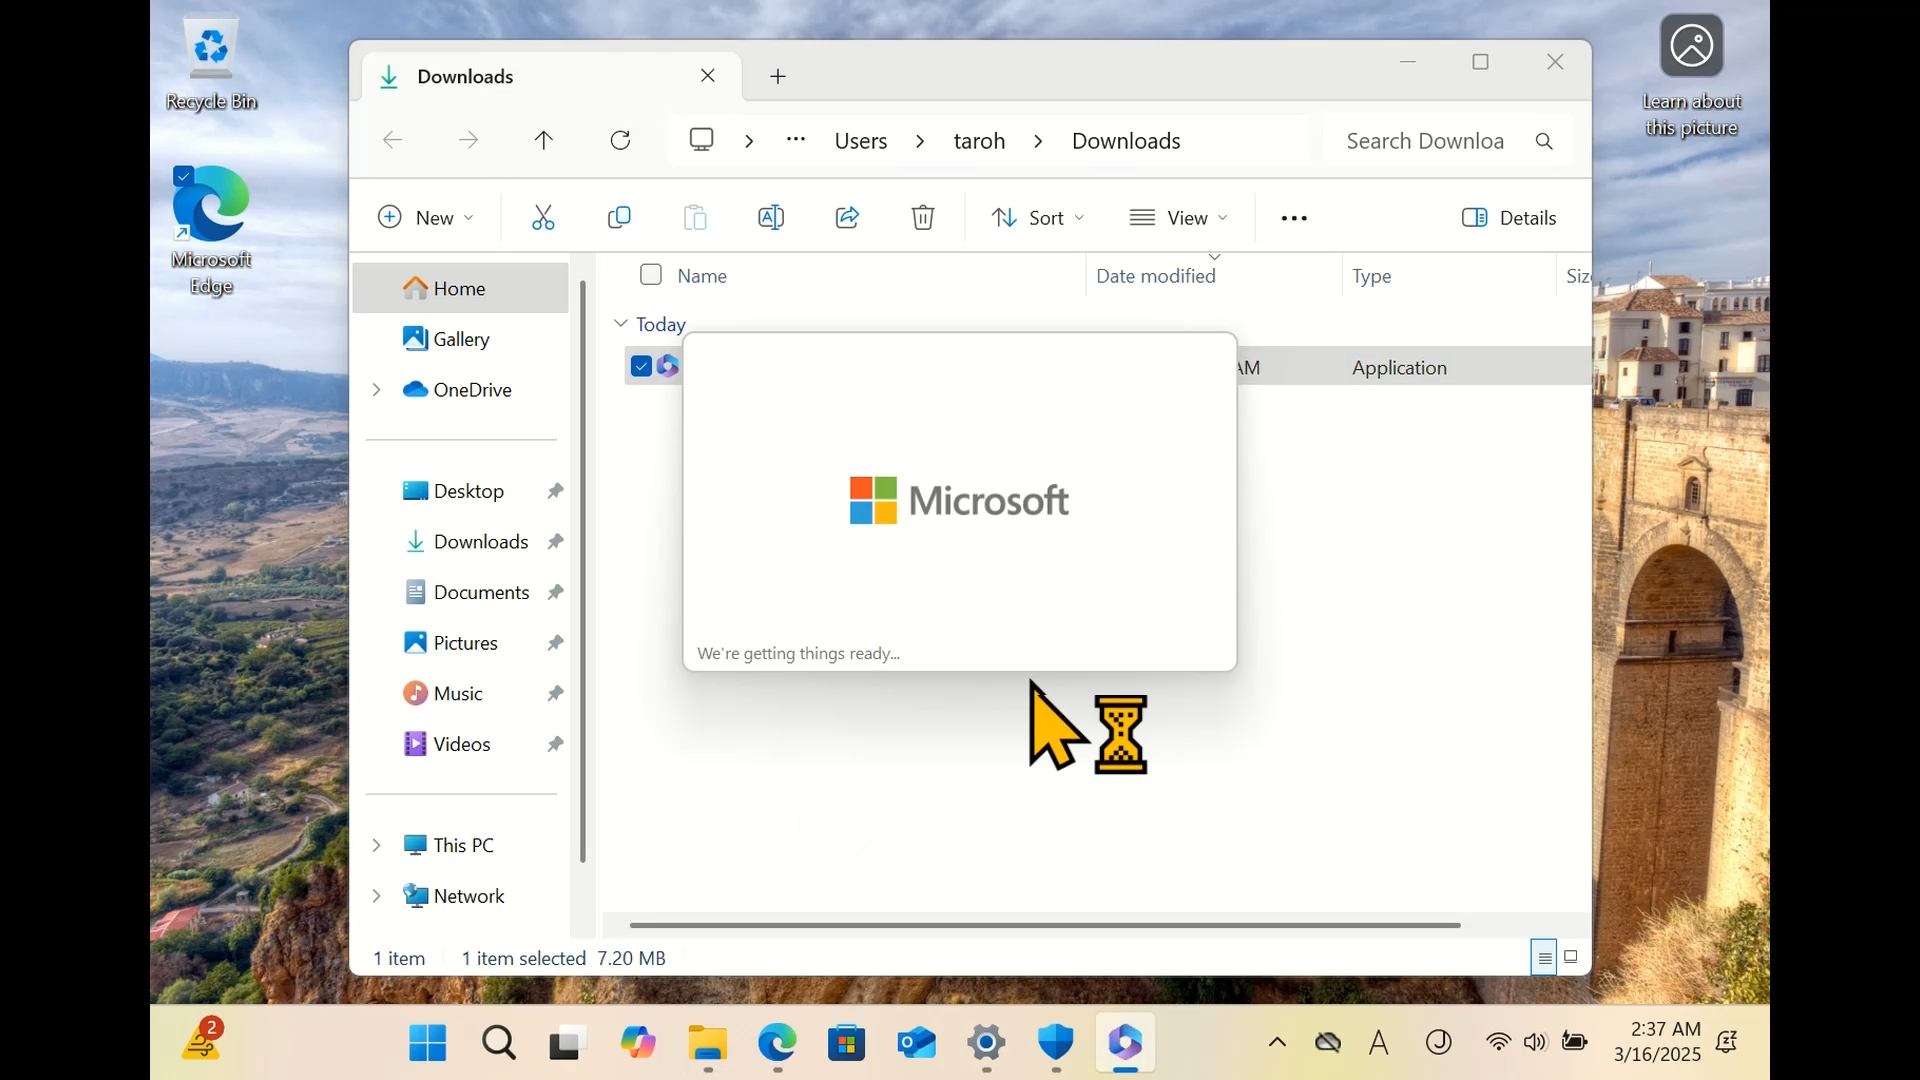 Recycle Bin
Microsoft
Edge
Learn about
this picture
Downloads
Users
taroh
Downloads
Search Downloa
New
Sort
View
Details
Home
Gallery
OneDrive
Desktop
Downloads
Documents
Pictures
Music
Videos
This PC
Network
Name
Date modified
Type
Siz
Today
AM
Application
Microsoft
We're getting things ready...
1 item
1 item selected 7.20 MB
2
A
J
2:37 AM
3/16/2025